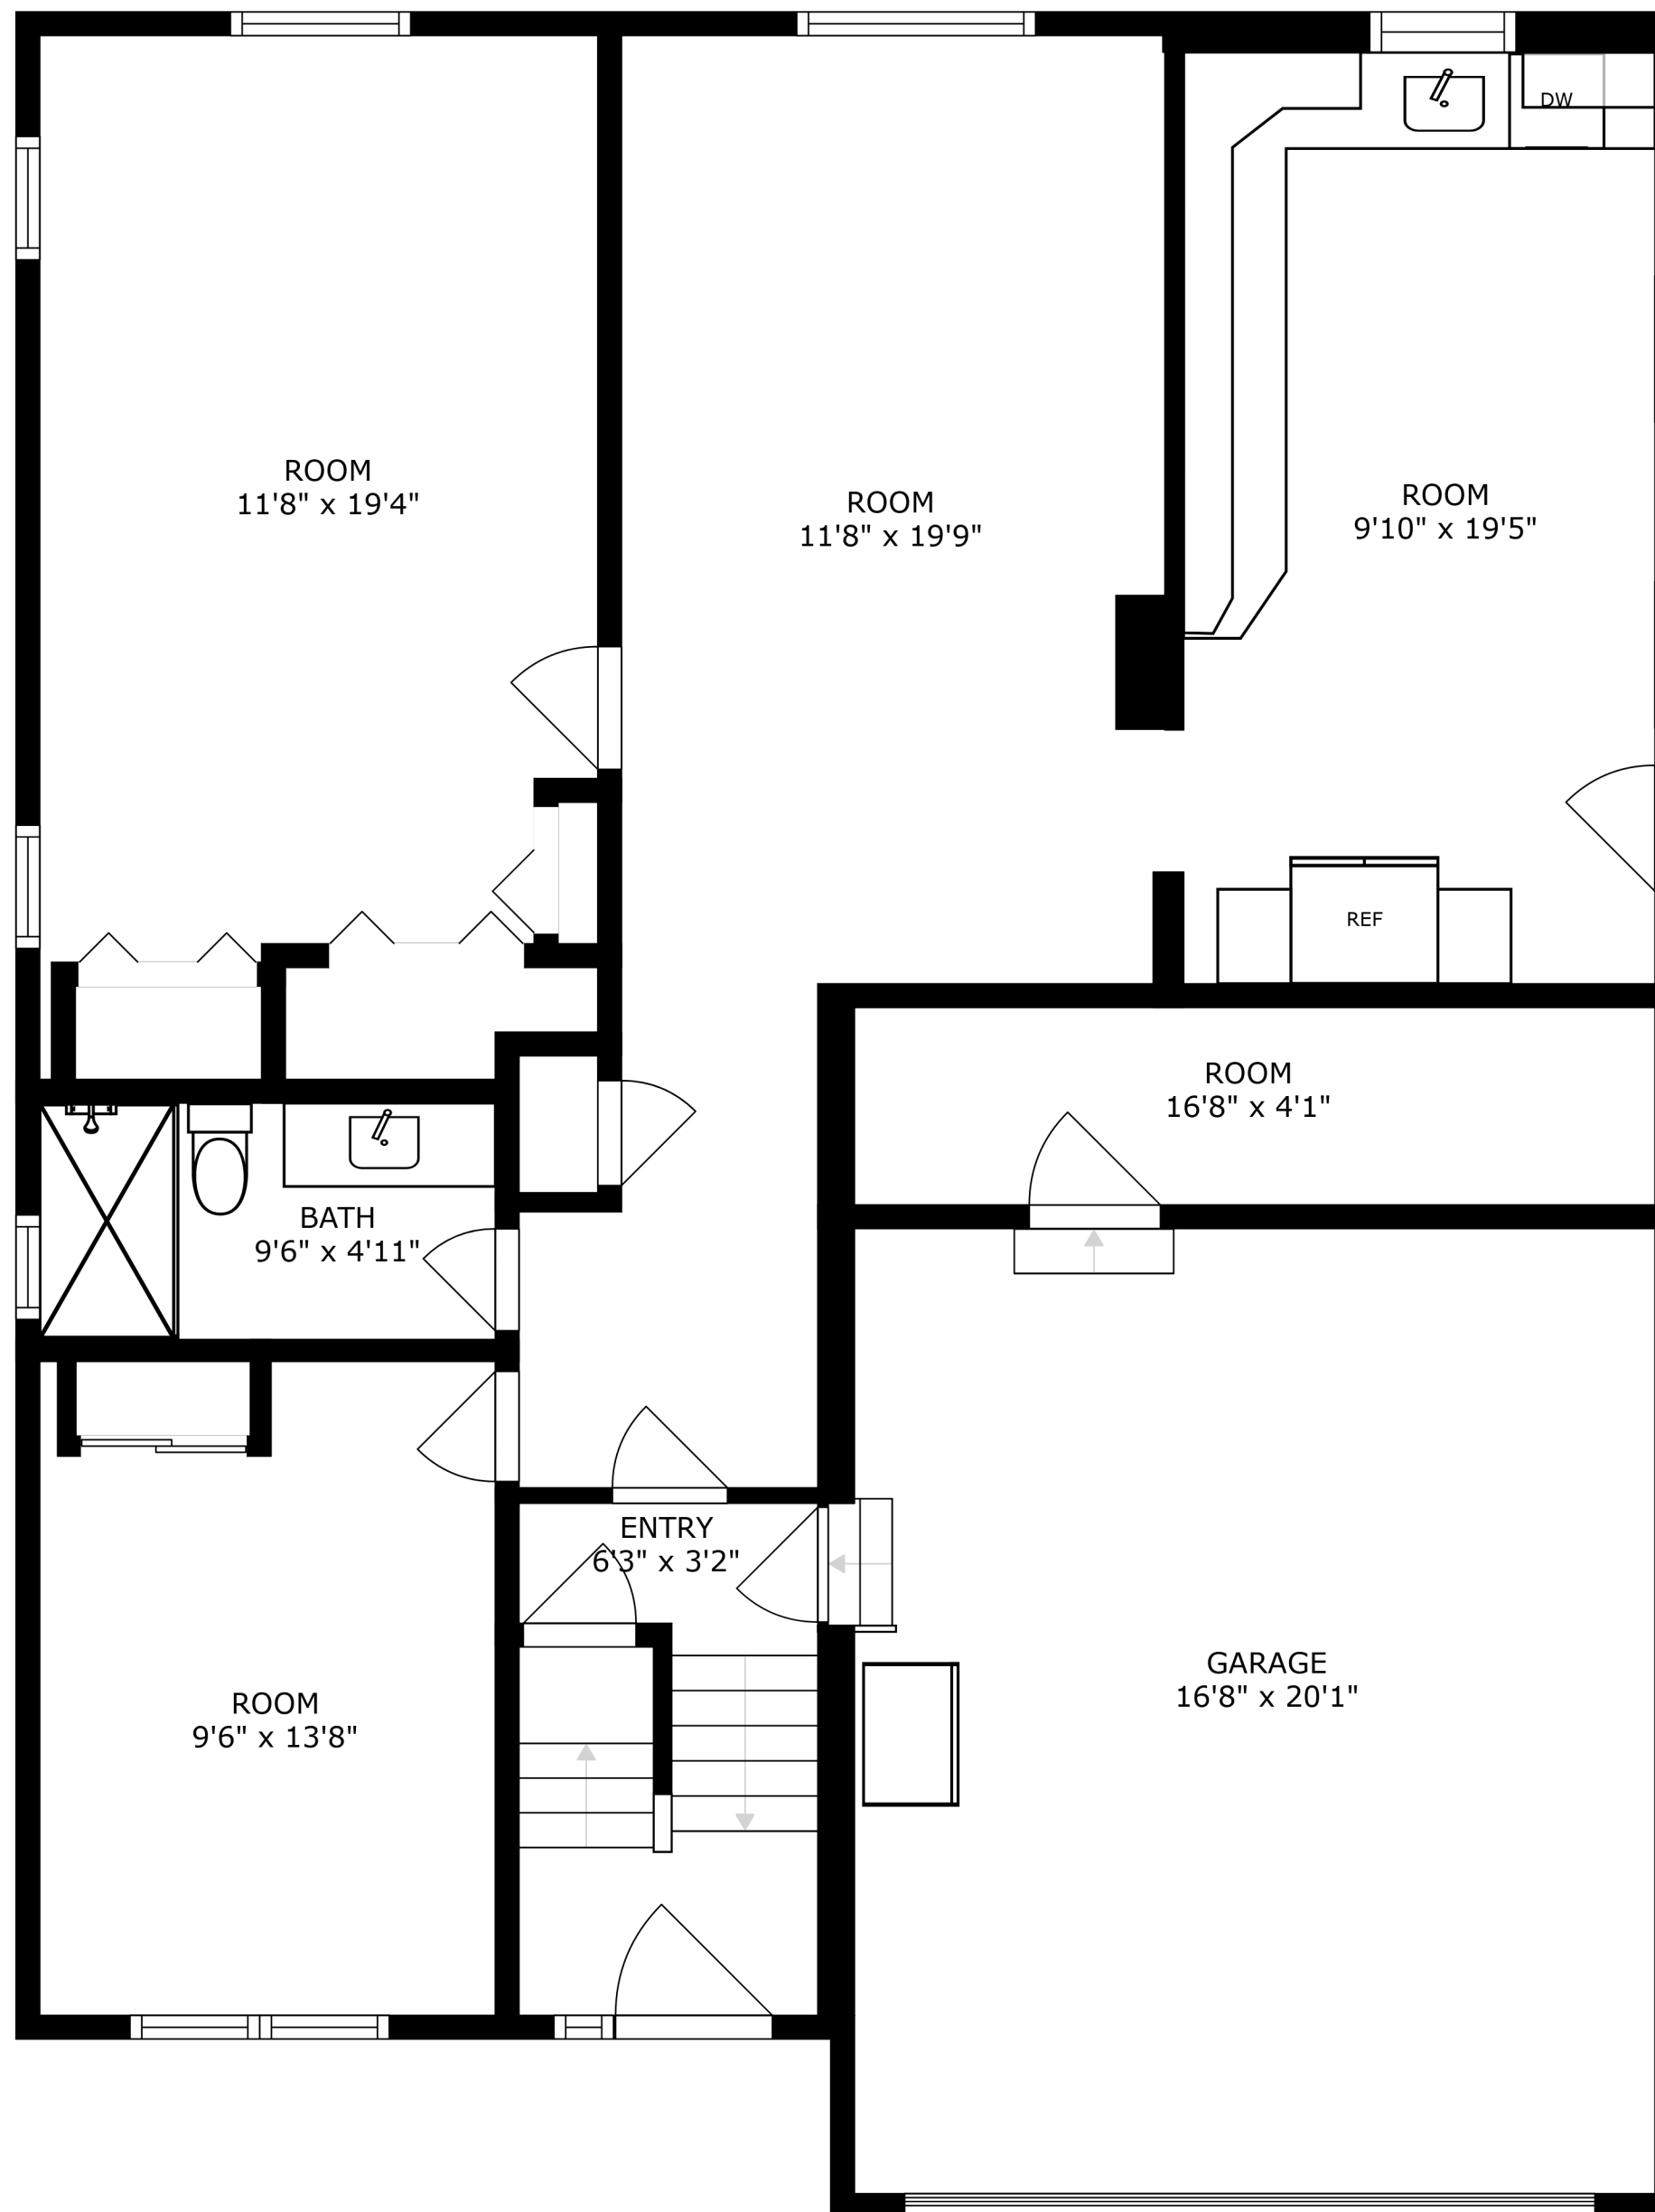 DW
ROOM
11'8" x 19'4"
ROOM
11'8" x 19'9"
ROOM
9'10" x 19'5"
REF
ROOM
16'8" x 4'1"
BATH
9'6" x 4'11"
ENTRY
6'3" x 3'2"
GARAGE
16'8" x 20'1"
ROOM
9'6" x 13'8"